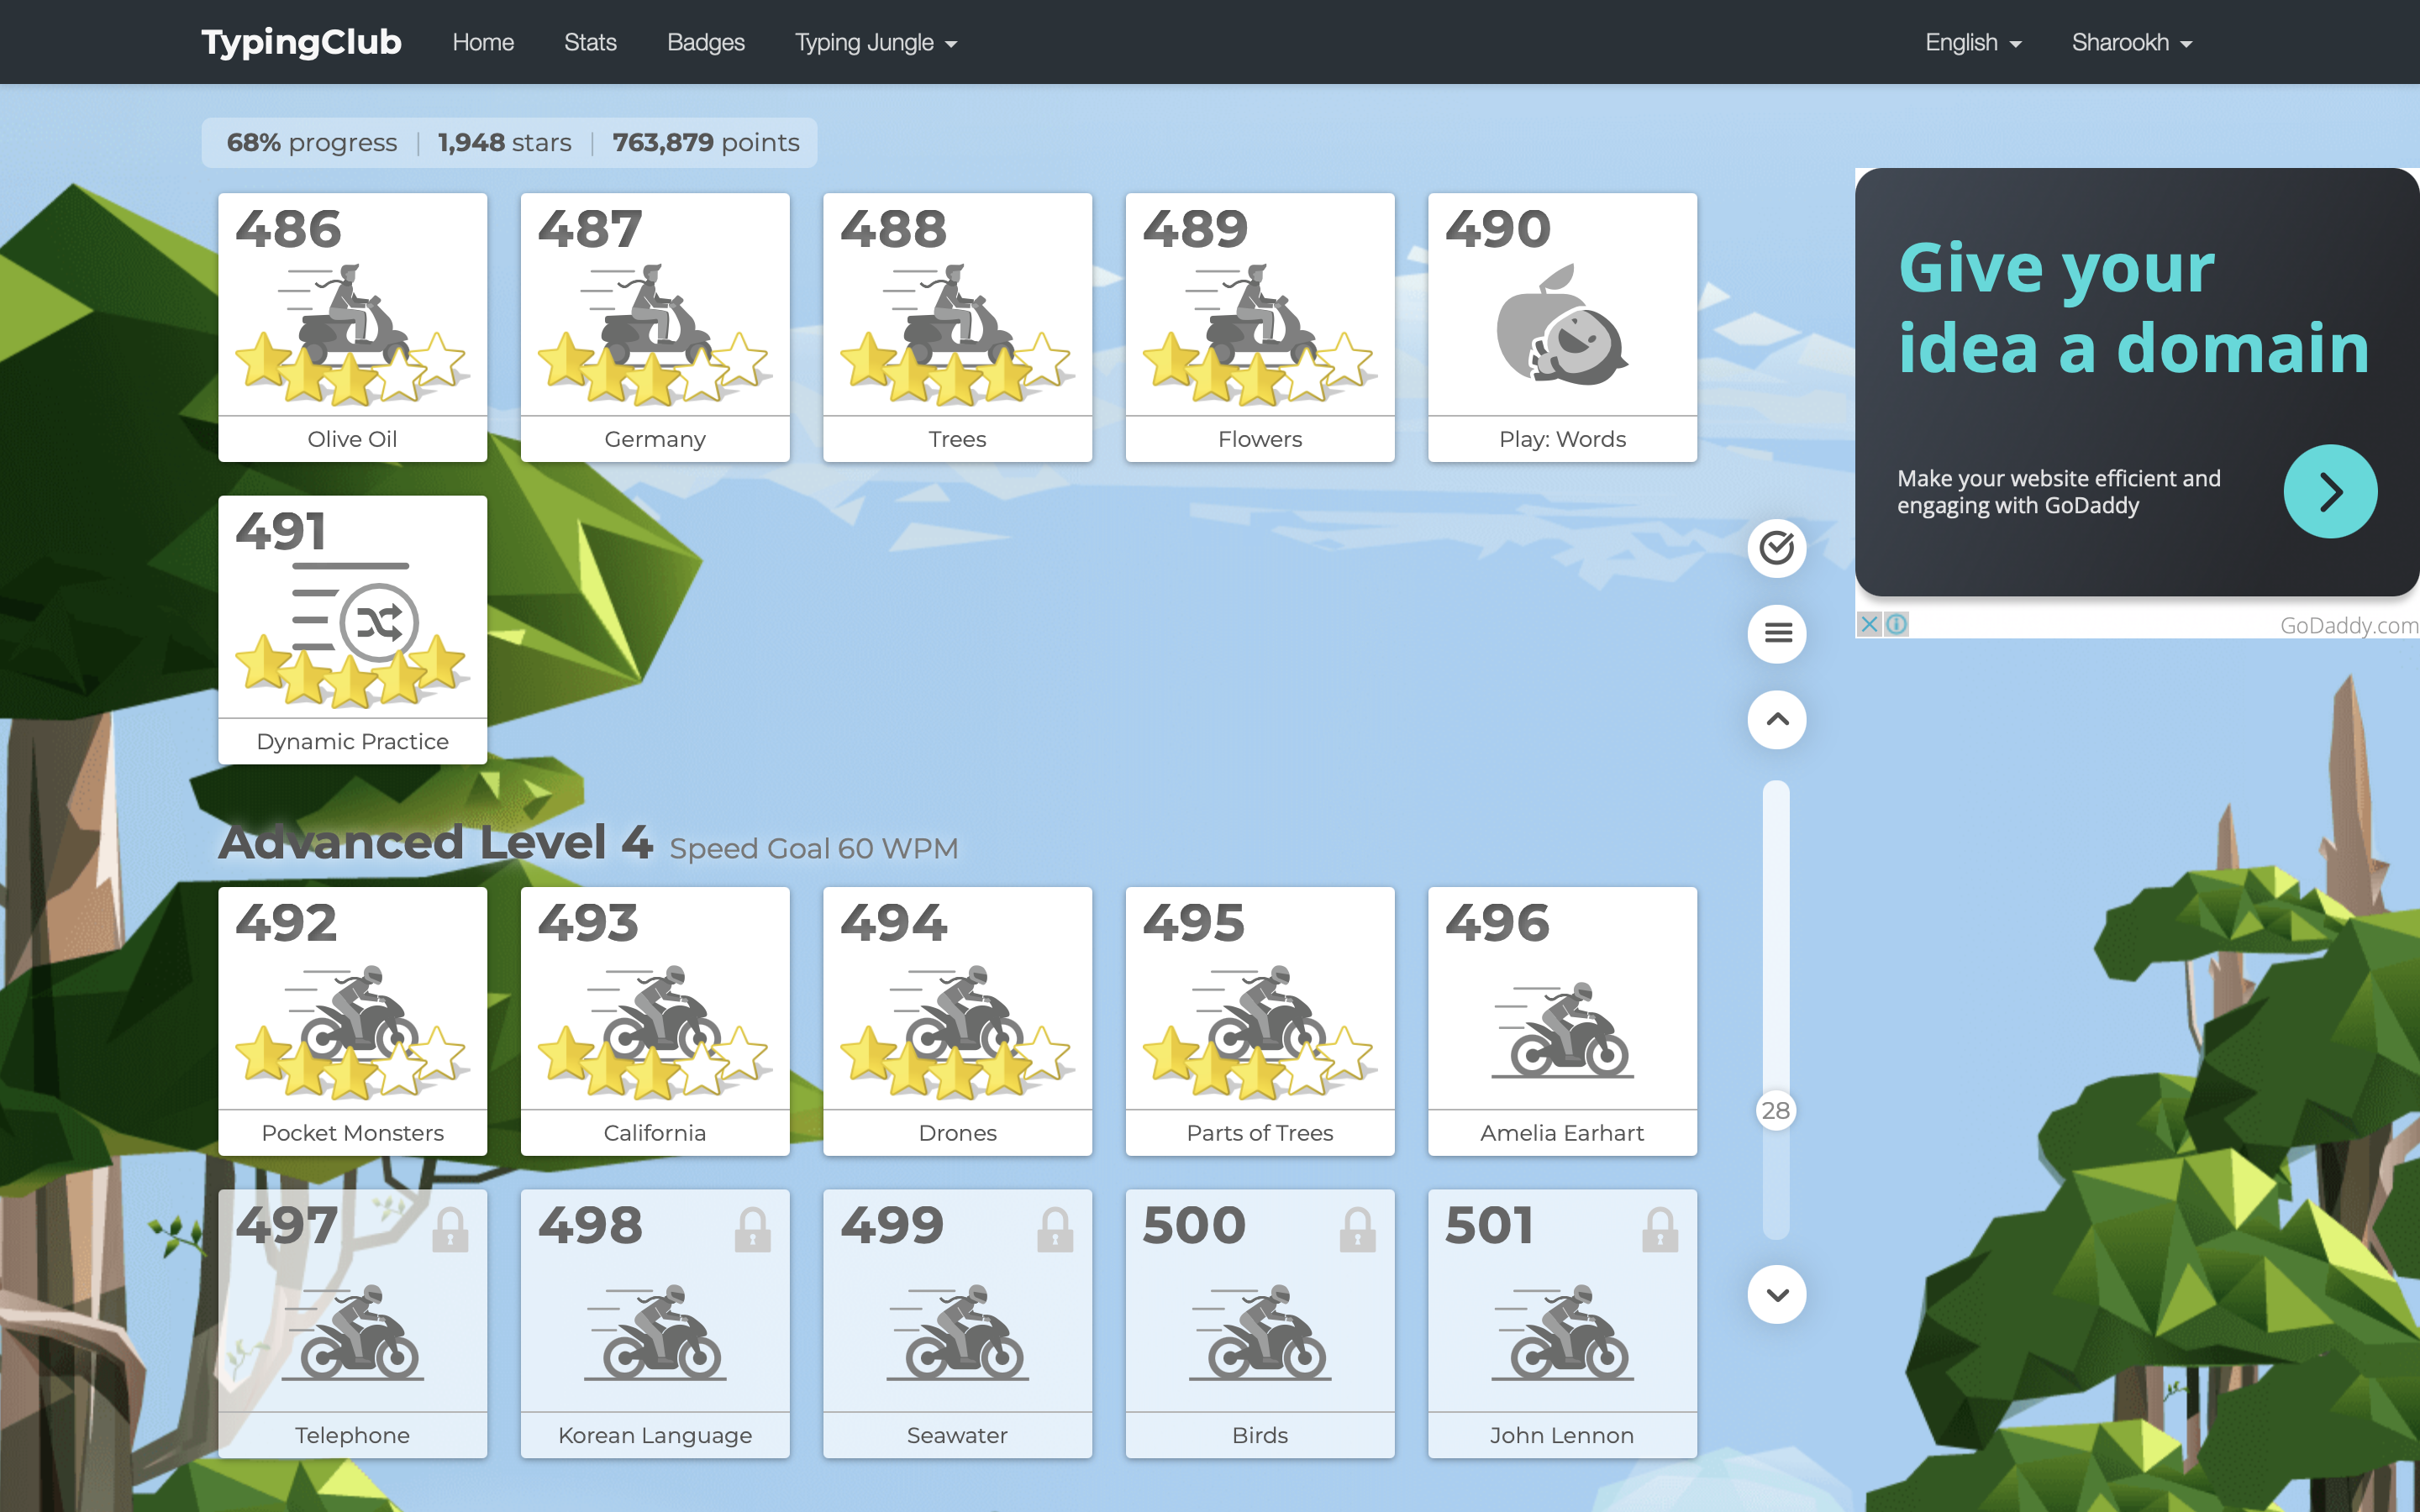 TypingClub Home Stats Badges Typing Jungle English Sharookh
68% progress | 1,948 stars | 763,879 points
486 487 488 489 490
Olive Oil Germany Trees Flowers Play: Words
Give your
idea a domain
Make your website efficient and
engaging with GoDaddy
GoDaddy.com
491
Dynamic Practice
Advanced Level 4 Speed Goal 60 WPM
492 493 494 495 496
Pocket Monsters California Drones Parts of Trees Amelia Earhart
28
497 498 499 500 501
Telephone Korean Language Seawater Birds John Lennon